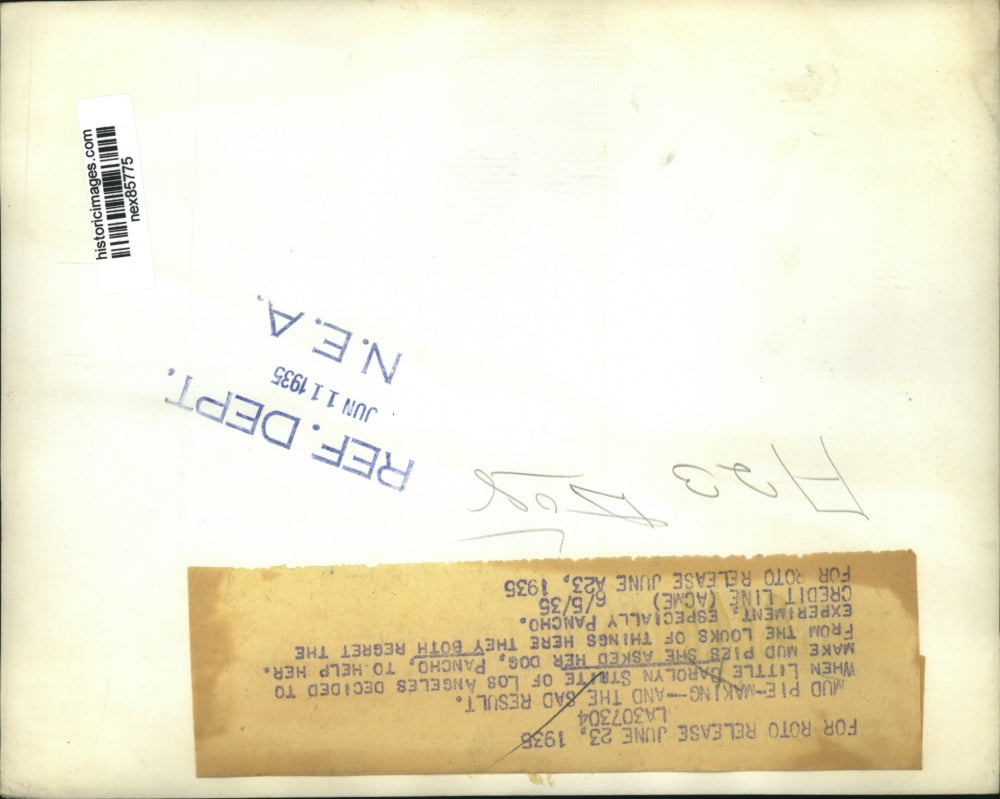 historicimages.com
nex85775
FOR ROTO RELEASE JUNE 23, 1935
LA307304
MUD PIE-MAKING--AND THE SAD RESULT.
WHEN LITTLE STRITE OF LOS ANGELES DECIDED TO
MAKE MUD PIES SHE ASKED HER DOG, PANCHO, TO HELP HER.
FROM THE LOOKS OF THINGS HERE THEY BOTH REGRET THE
EXPERIMENT, ESPECIALLY PANCHO.
CREDIT LINE (ACME) 6/5/35
FOR ROTO RELEASE JUNE A23, 1935
A23
REF. DEPT.
JUN 11 1935
N.E.A.